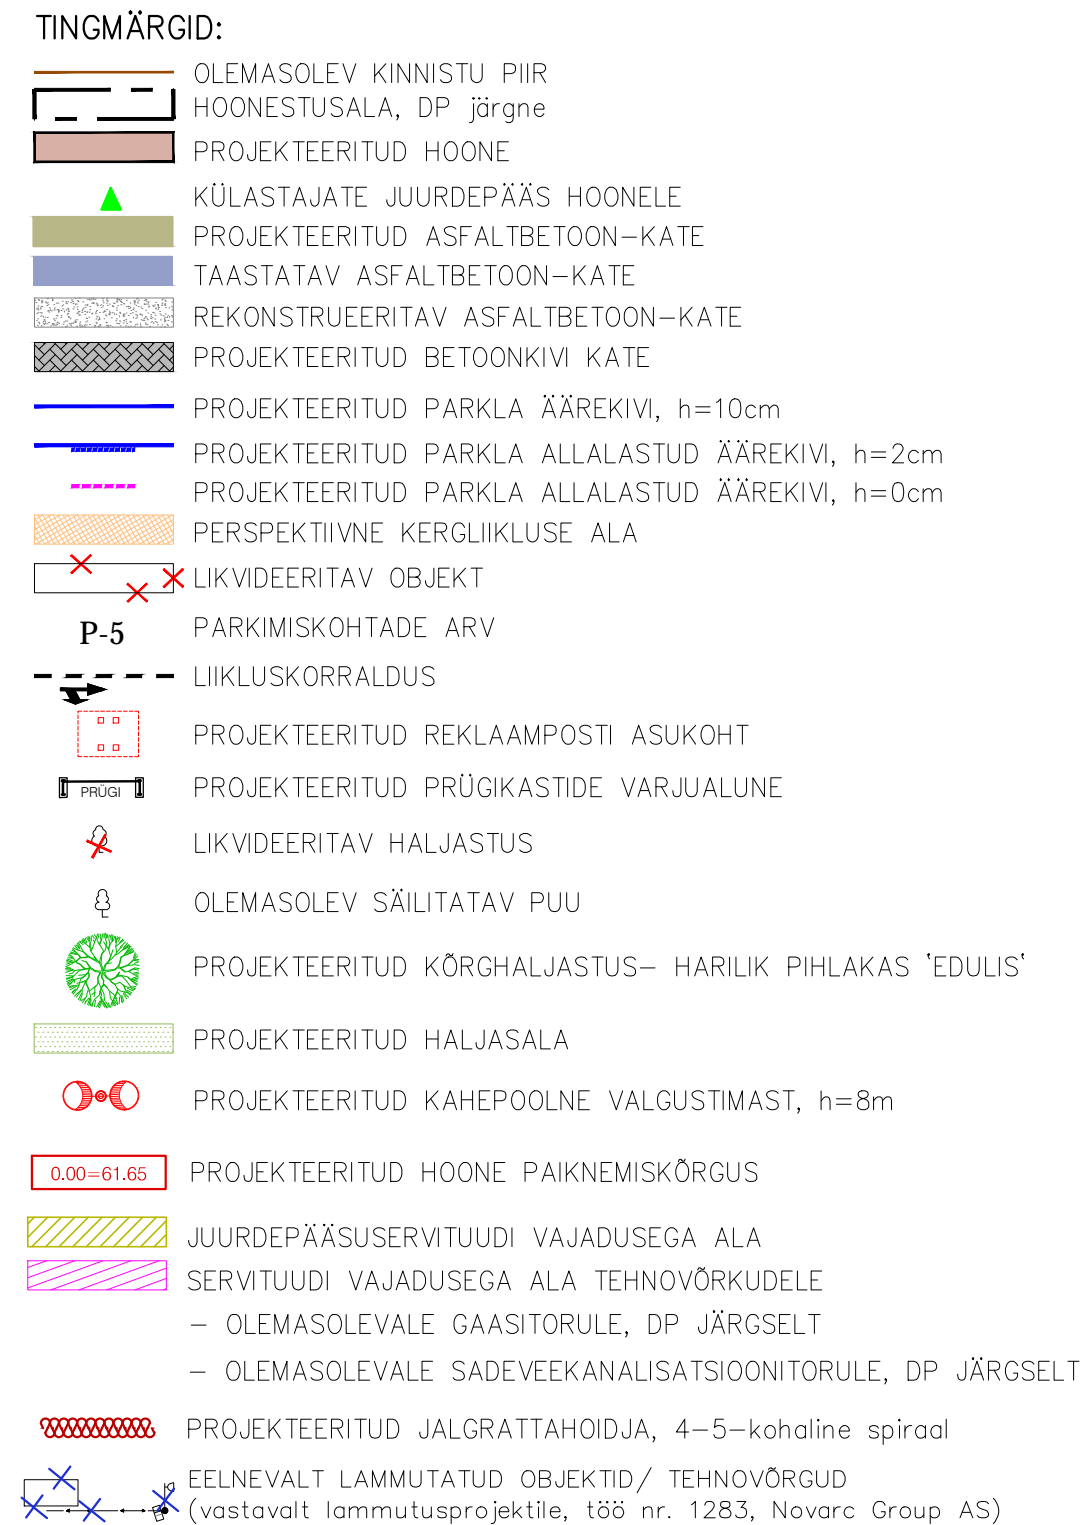 TINGMÄRGID:
OLEMASOLEV KINNISTU PIIR
HOONESTUSALA, DP järgne
PROJEKTEERITUD HOONE
KÜLASTAJATE JUURDEPÄÄS HOONELE
PROJEKTEERITUD ASFALTBETOON-KATE
TAASTATAV ASFALTBETOON-KATE
REKONSTRUEERITAV ASFALTBETOON-KATE
PROJEKTEERITUD BETOONKIVI KATE
PROJEKTEERITUD PARKLA ÄÄREKIVI, h=10cm
PROJEKTEERITUD PARKLA ALLALASTUD ÄÄREKIVI, h=2cm
PROJEKTEERITUD PARKLA ALLALASTUD ÄÄREKIVI, h=0cm
PERSPEKTIIVNE KERGLIIKLUSE ALA
LIKVIDEERITAV OBJEKT
P-5 PARKIMISKOHTADE ARV
LIIKLUSKORRALDUS
PROJEKTEERITUD REKLAAMPOSTI ASUKOHT
PRÜGI PROJEKTEERITUD PRÜGIKASTIDE VARJUALUNE
LIKVIDEERITAV HALJASTUS
OLEMASOLEV SÄILITATAV PUU
PROJEKTEERITUD KÕRGHALJASTUS- HARILIK PIHLAKAS 'EDULIS'
PROJEKTEERITUD HALJASALA
PROJEKTEERITUD KAHEPOOLNE VALGUSTIMAST, h=8m
0.00=61.65 PROJEKTEERITUD HOONE PAIKNEMISKÕRGUS
JUURDEPÄÄSUSERVITUUDI VAJADUSEGA ALA
SERVITUUDI VAJADUSEGA ALA TEHNOVÕRKUDELE
- OLEMASOLEVALE GAASITORULE, DP JÄRGSELT
- OLEMASOLEVALE SADEVEEKANALISATSIOONITORULE, DP JÄRGSELT
PROJEKTEERITUD JALGRATTAHOIDJA, 4-5-kohaline spiraal
EELNEVALT LAMMUTATUD OBJEKTID/ TEHNOVÕRGUD
(vastavalt lammutusprojektile, töö nr. 1283, Novarc Group AS)